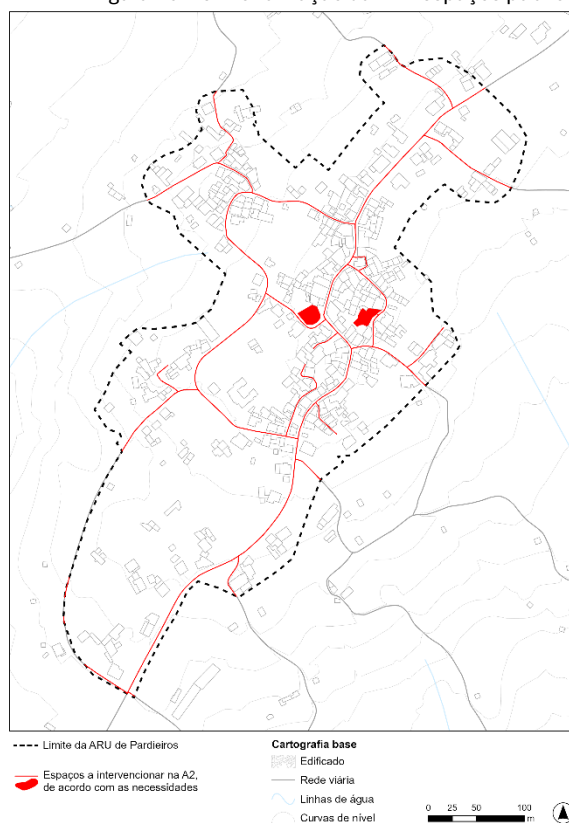 Limite da ARU de Pardieiros
Espaços a intervencionar na A2,
de acordo com as necessidades
Cartografia base
Edificado
Rede viária
Linhas de água
Curvas de nível
0 25 50 100
m